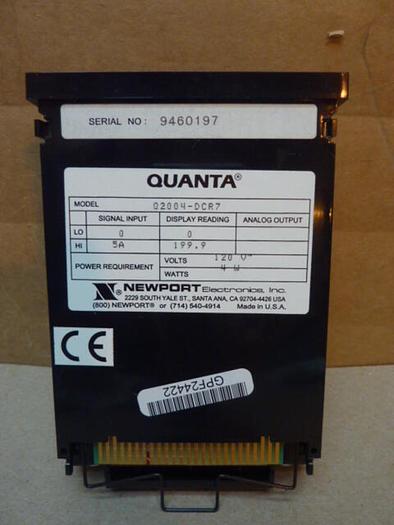 SERIAL NO: 9460197
QUANTA®
MODEL Q2004-DCR7
SIGNAL INPUT DISPLAY READING ANALOG OUTPUT
LO 0 0
HI 5A 199.9
POWER REQUIREMENT
VOLTS 120 V~
WATTS 4 W
N NEWPORT Electronics, Inc.
2229 SOUTH YALE ST., SANTA ANA, CA 92704-4426 USA
(800) NEWPORT® or (714) 540-4914 Made in U.S.A.
CE
GPF24422